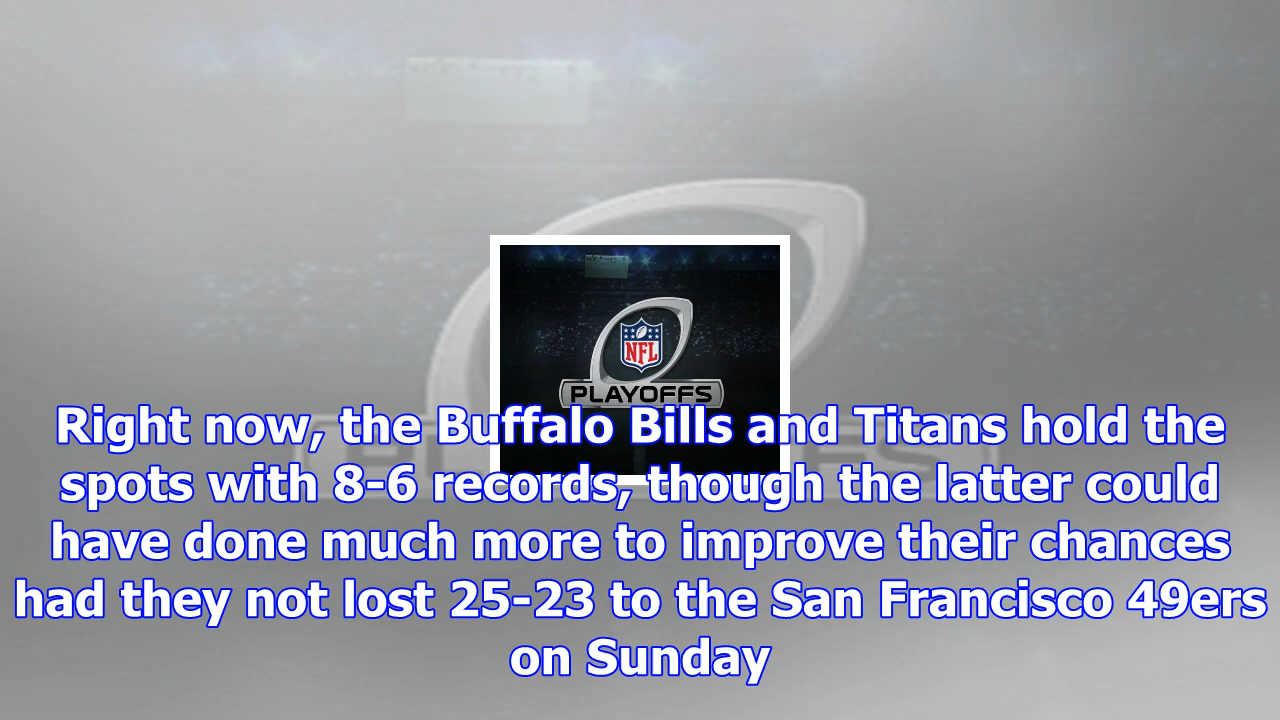 NFL
PLAYOFFS
Right now, the Buffalo Bills and Titans hold the
spots with 8-6 records, though the latter could
have done much more to improve their chances
had they not lost 25-23 to the San Francisco 49ers
on Sunday